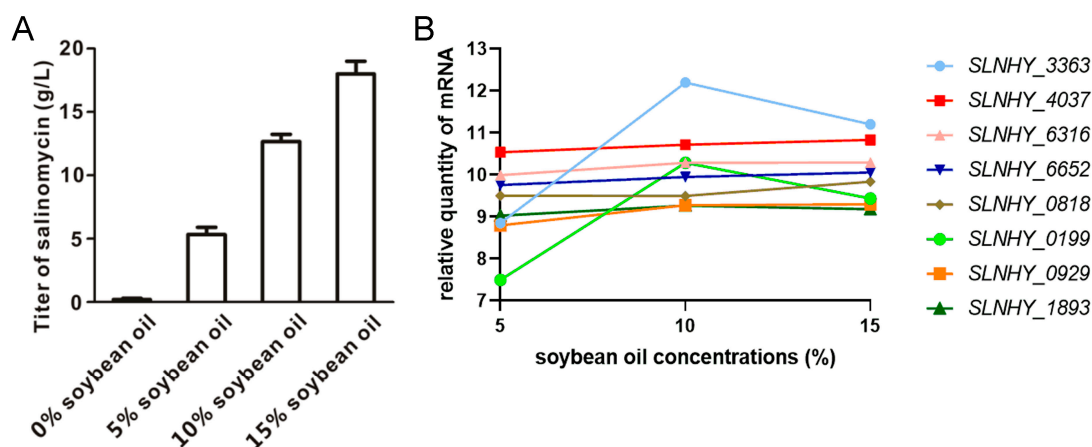 A
Titer of salinomycin (g/L)
20
15
10
5
0
0% soybean oil
5% soybean oil
10% soybean oil
15% soybean oil
B
relative quantity of mRNA
13
12
11
10
9
8
7
5
10
15
soybean oil concentrations (%)
SLNHY_3363
SLNHY_4037
SLNHY_6316
SLNHY_6652
SLNHY_0818
SLNHY_0199
SLNHY_0929
SLNHY_1893